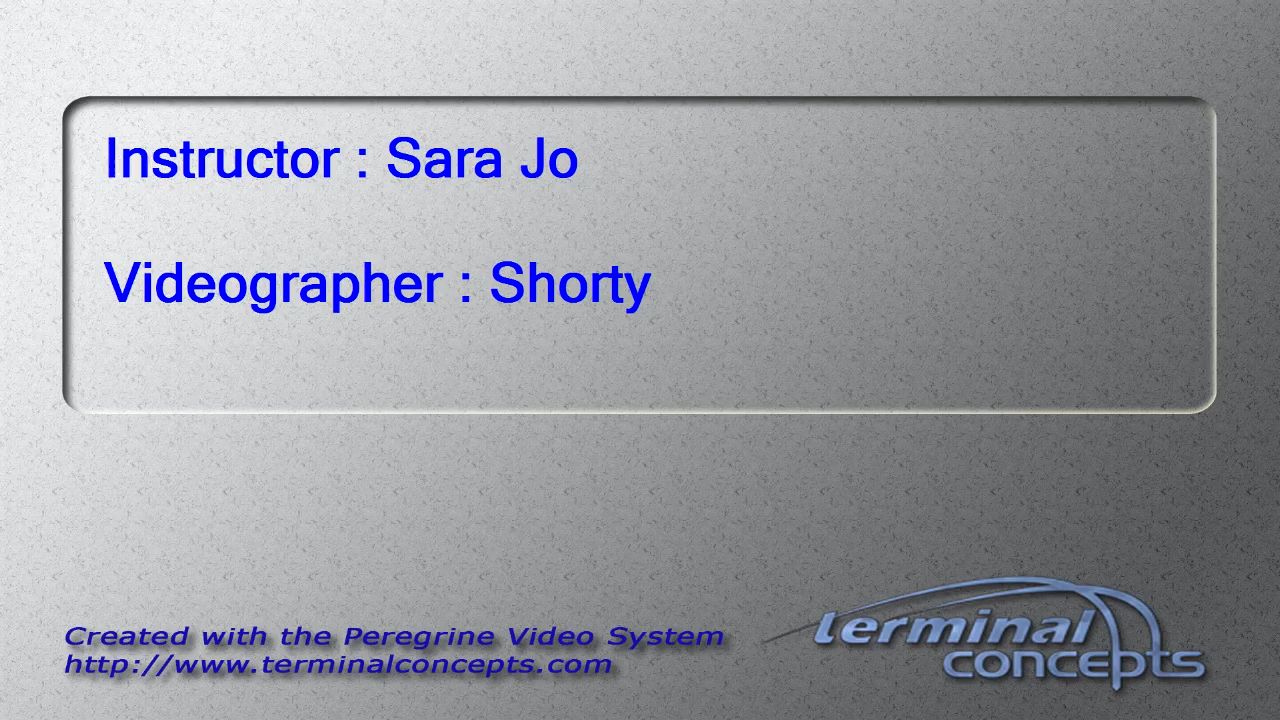 Instructor : Sara Jo
Videographer : Shorty
Created with the Peregrine Video System
http://www.terminalconcepts.com
terminal
concepts